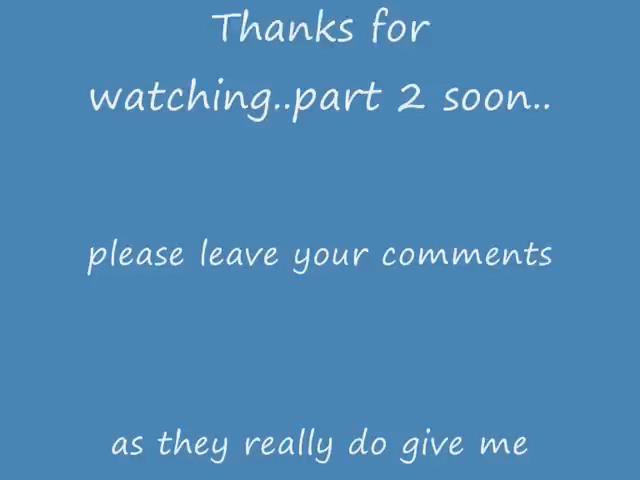 Thanks for
watching..part 2 soon..
please leave your comments
as they really do give me